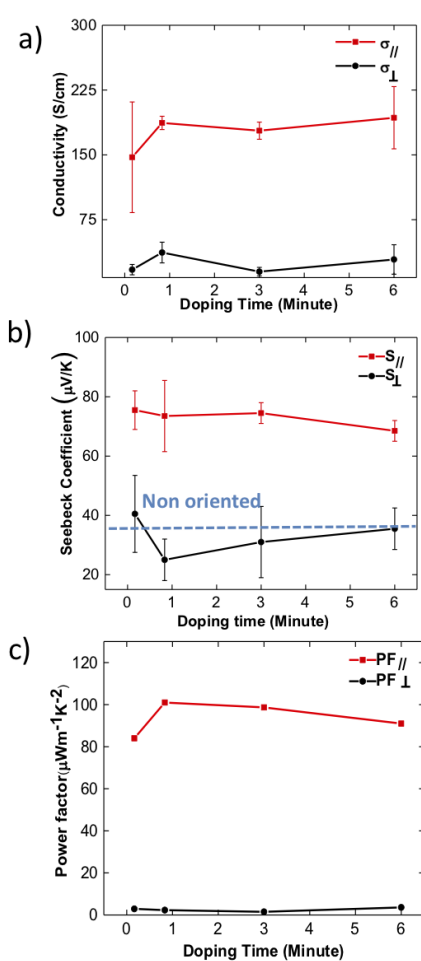 a)
300
225
150
75
Conductivity (S/cm)
σ//
σ⊥
0 1 2 3 4 5 6
Doping Time (Minute)
b)
100
80
60
40
20
Seebeck Coefficient (μV/K)
S//
S⊥
Non oriented
0 1 2 3 4 5 6
Doping time (Minute)
c)
120
100
80
60
40
20
0
Power factor(μWm-1K-2)
PF//
PF⊥
0 1 2 3 4 5 6
Doping Time (Minute)